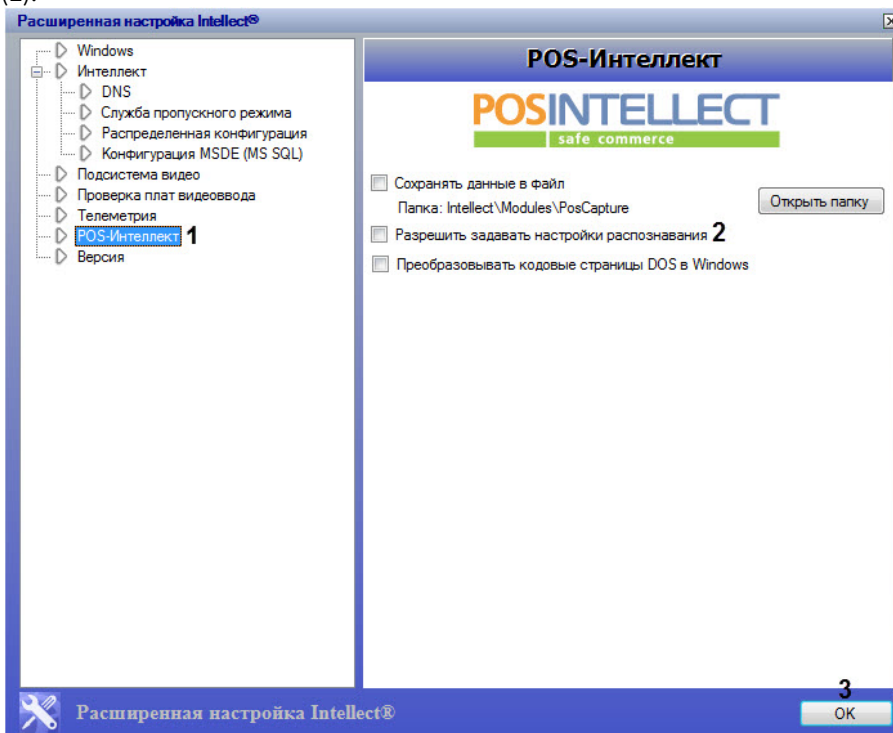 (2).
Расширенная настройка Intellect®
Windows
Интеллект
DNS
Служба пропускного режима
Распределенная конфигурация
Конфигурация MSDE (MS SQL)
Подсистема видео
Проверка плат видеоввода
Телеметрия
POS-Интеллект 1
Версия
POS-Интеллект
POSINTELLECT
safe commerce
Сохранять данные в файл
Папка: Intellect\Modules\PosCapture
Открыть папку
Разрешить задавать настройки распознавания 2
Преобразовывать кодовые страницы DOS в Windows
Расширенная настройка Intellect®
3
OK